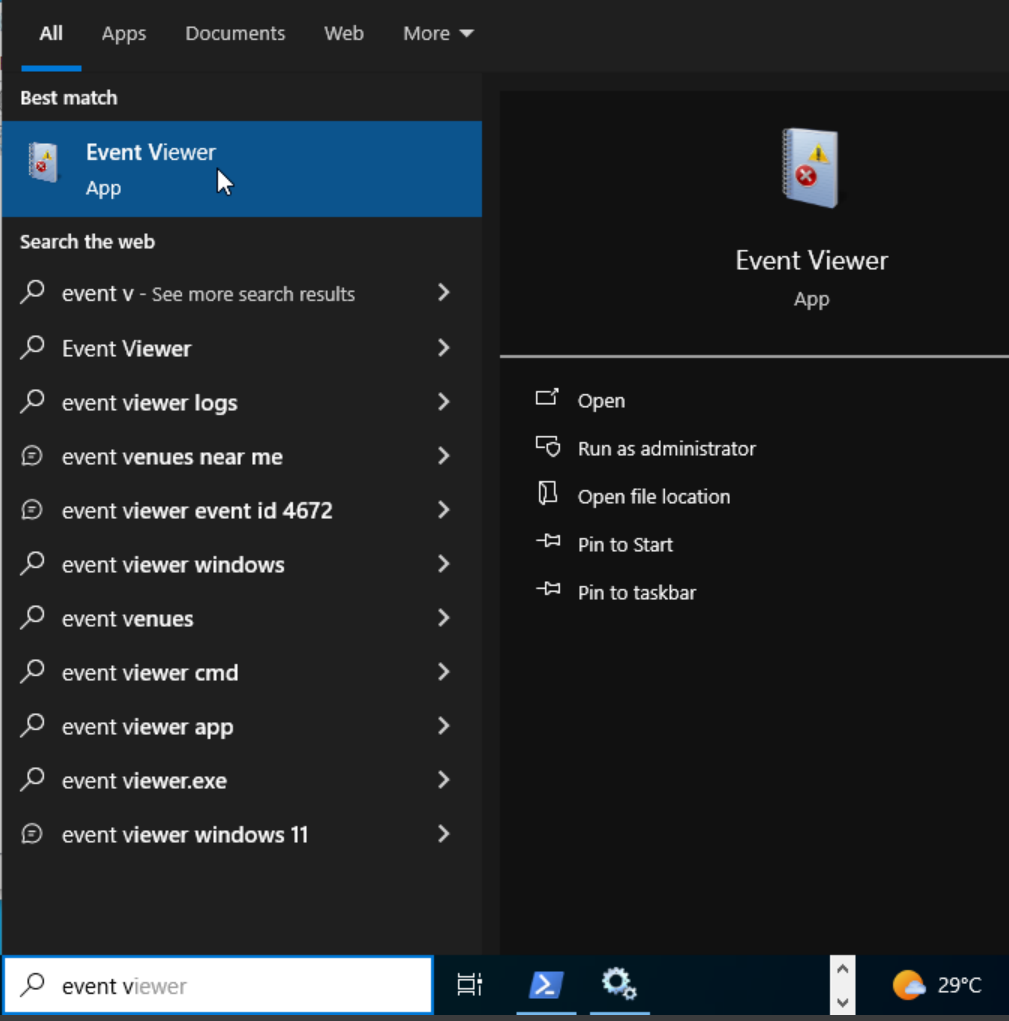 All Apps Documents Web More
Best match
Event Viewer
App
Search the web
event v - See more search results
Event Viewer
event viewer logs
event venues near me
event viewer event id 4672
event viewer windows
event venues
event viewer cmd
event viewer app
event viewer.exe
event viewer windows 11
Event Viewer
App
Open
Run as administrator
Open file location
Pin to Start
Pin to taskbar
event viewer
29°C